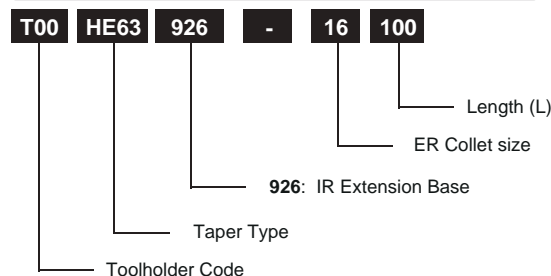 T00 HE63 926 - 16 100
Length (L)
ER Collet size
926: IR Extension Base
Taper Type
Toolholder Code